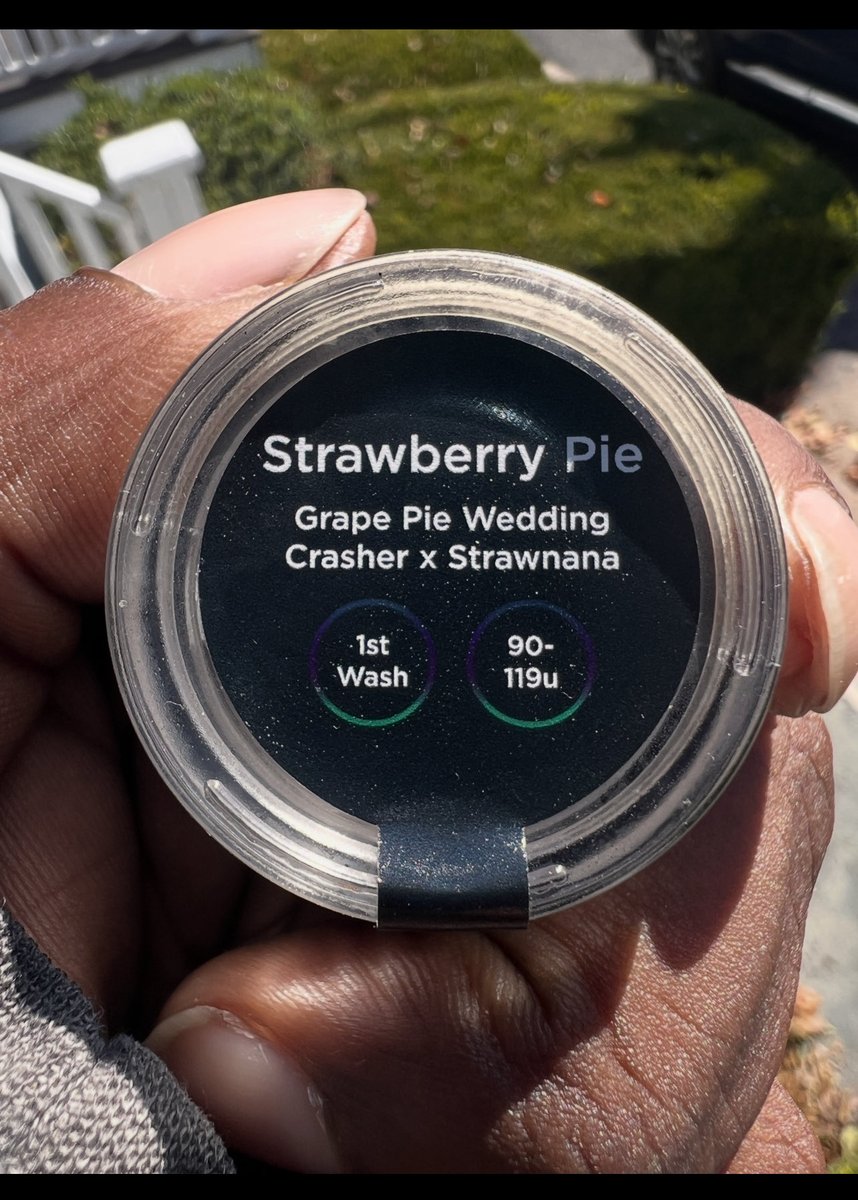 Strawberry Pie
Grape Pie Wedding
Crasher x Strawnana
1st
Wash
90-
119u